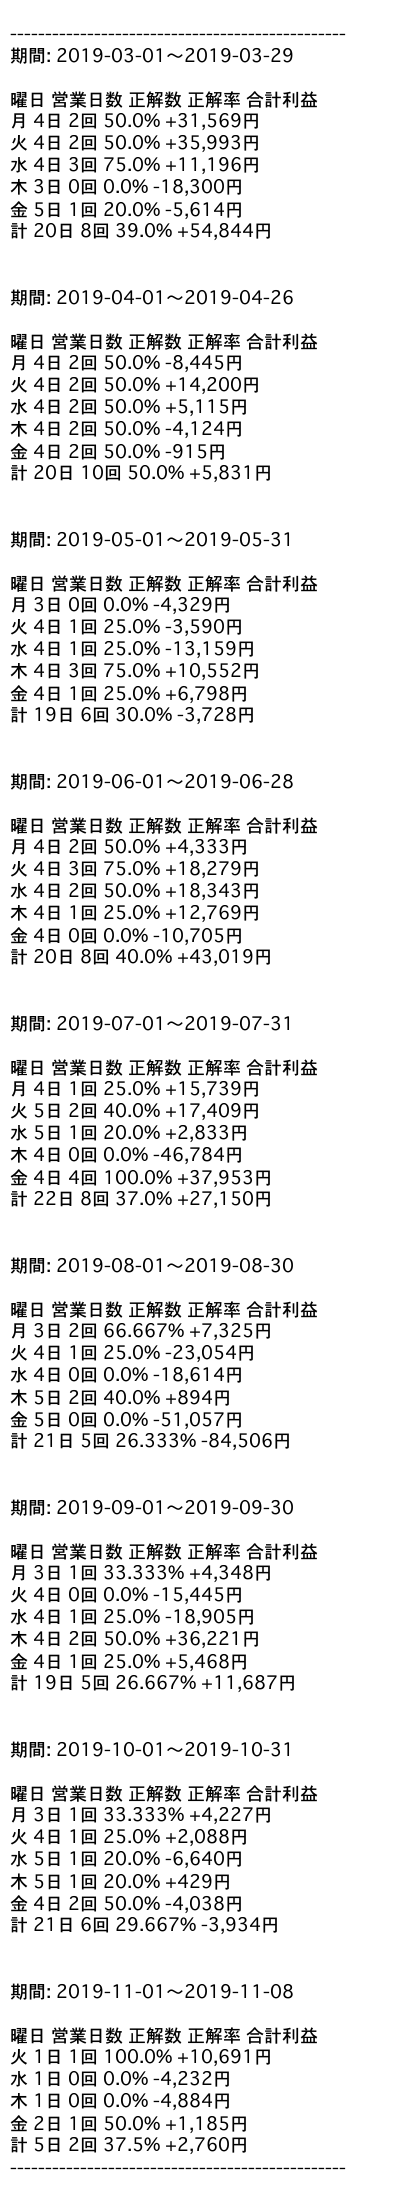 ------------------------------------------------
期間: 2019-03-01～2019-03-29
曜日 営業日数 正解数 正解率 合計利益
月 4日 2回 50.0% +31,569円
火 4日 2回 50.0% +35,993円
水 4日 3回 75.0% +11,196円
木 3日 0回 0.0% -18,300円
金 5日 1回 20.0% -5,614円
計 20日 8回 39.0% +54,844円
期間: 2019-04-01～2019-04-26
曜日 営業日数 正解数 正解率 合計利益
月 4日 2回 50.0% -8,445円
火 4日 2回 50.0% +14,200円
水 4日 2回 50.0% +5,115円
木 4日 2回 50.0% -4,124円
金 4日 2回 50.0% -915円
計 20日 10回 50.0% +5,831円
期間: 2019-05-01～2019-05-31
曜日 営業日数 正解数 正解率 合計利益
月 3日 0回 0.0% -4,329円
火 4日 1回 25.0% -3,590円
水 4日 1回 25.0% -13,159円
木 4日 3回 75.0% +10,552円
金 4日 1回 25.0% +6,798円
計 19日 6回 30.0% -3,728円
期間: 2019-06-01～2019-06-28
曜日 営業日数 正解数 正解率 合計利益
月 4日 2回 50.0% +4,333円
火 4日 3回 75.0% +18,279円
水 4日 2回 50.0% +18,343円
木 4日 1回 25.0% +12,769円
金 4日 0回 0.0% -10,705円
計 20日 8回 40.0% +43,019円
期間: 2019-07-01～2019-07-31
曜日 営業日数 正解数 正解率 合計利益
月 4日 1回 25.0% +15,739円
火 5日 2回 40.0% +17,409円
水 5日 1回 20.0% +2,833円
木 4日 0回 0.0% -46,784円
金 4日 4回 100.0% +37,953円
計 22日 8回 37.0% +27,150円
期間: 2019-08-01～2019-08-30
曜日 営業日数 正解数 正解率 合計利益
月 3日 2回 66.667% +7,325円
火 4日 1回 25.0% -23,054円
水 4日 0回 0.0% -18,614円
木 5日 2回 40.0% +894円
金 5日 0回 0.0% -51,057円
計 21日 5回 26.333% -84,506円
期間: 2019-09-01～2019-09-30
曜日 営業日数 正解数 正解率 合計利益
月 3日 1回 33.333% +4,348円
火 4日 0回 0.0% -15,445円
水 4日 1回 25.0% -18,905円
木 4日 2回 50.0% +36,221円
金 4日 1回 25.0% +5,468円
計 19日 5回 26.667% +11,687円
期間: 2019-10-01～2019-10-31
曜日 営業日数 正解数 正解率 合計利益
月 3日 1回 33.333% +4,227円
火 4日 1回 25.0% +2,088円
水 5日 1回 20.0% -6,640円
木 5日 1回 20.0% +429円
金 4日 2回 50.0% -4,038円
計 21日 6回 29.667% -3,934円
期間: 2019-11-01～2019-11-08
曜日 営業日数 正解数 正解率 合計利益
火 1日 1回 100.0% +10,691円
水 1日 0回 0.0% -4,232円
木 1日 0回 0.0% -4,884円
金 2日 1回 50.0% +1,185円
計 5日 2回 37.5% +2,760円
------------------------------------------------